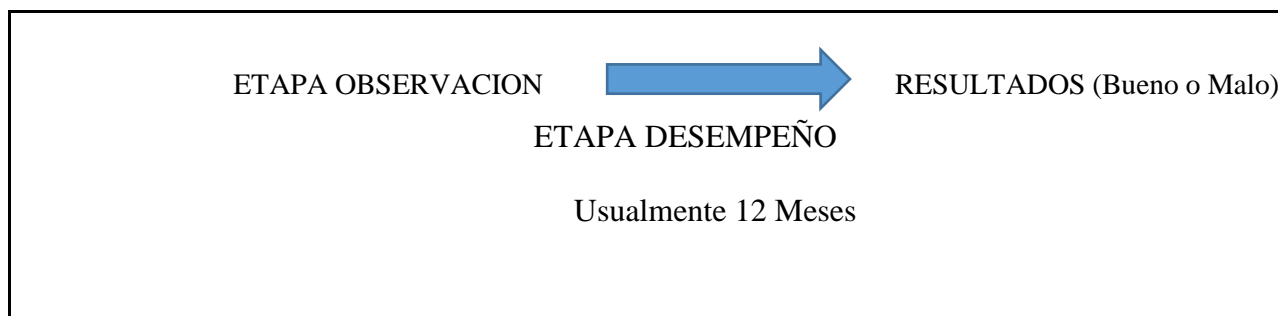 ETAPA OBSERVACION RESULTADOS (Bueno o Malo)
ETAPA DESEMPEÑO
Usualmente 12 Meses